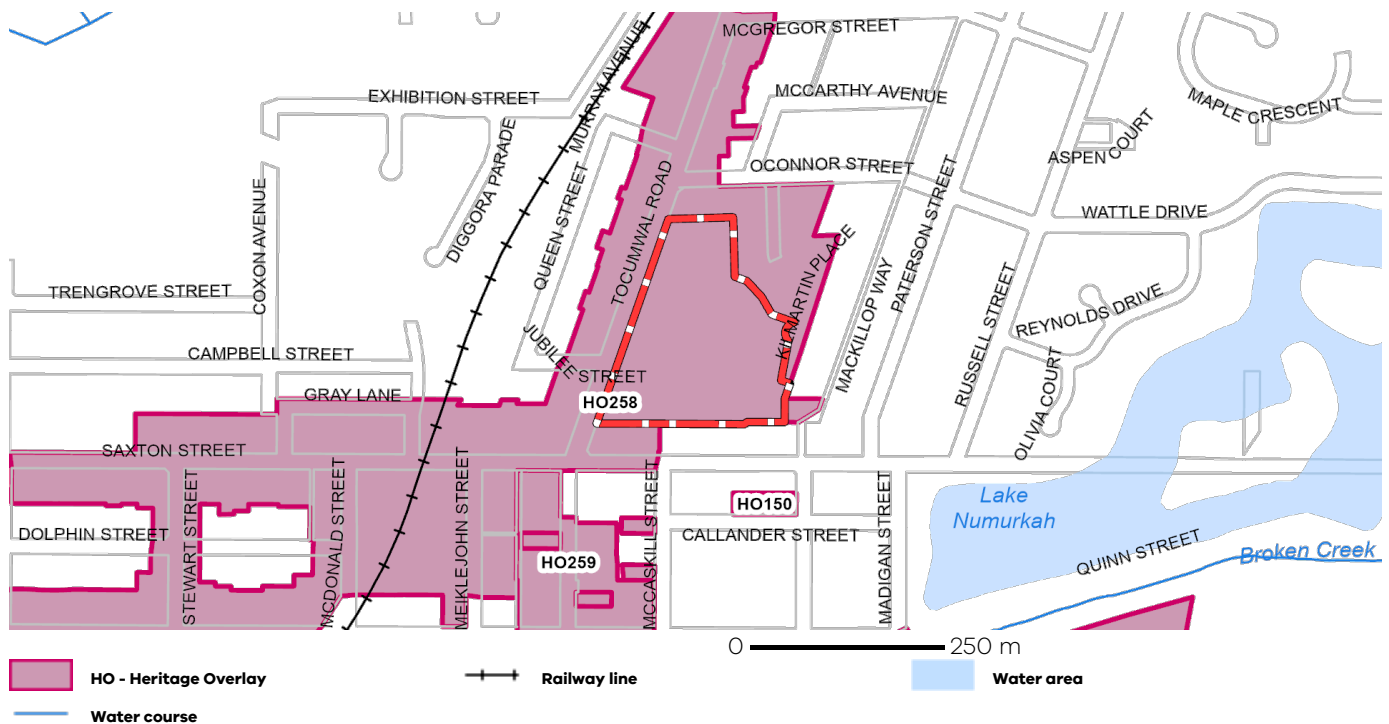 MCGREGOR STREET
MURRAY AVENUE
EXHIBITION STREET
MCCARTHY AVENUE
MAPLE CRESCENT
DIGGORA PARADE
ASPEN COURT
OCONNOR STREET
COXON AVENUE
QUEEN STREET
TOCUMWAL ROAD
PATERSON STREET
WATTLE DRIVE
KILMARTIN PLACE
MACKILLOP WAY
RUSSELL STREET
REYNOLDS DRIVE
TRENGROVE STREET
JUBILEE STREET
CAMPBELL STREET
GRAY LANE
HO258
OLIVIA COURT
SAXTON STREET
STEWART STREET
MCDONALD STREET
MEIKLEJOHN STREET
MCCASKILL STREET
HO150
MADIGAN STREET
Lake
Numurkah
DOLPHIN STREET
CALLANDER STREET
HO259
QUINN STREET
Broken Creek
0 250 m
HO - Heritage Overlay
Railway line
Water area
Water course